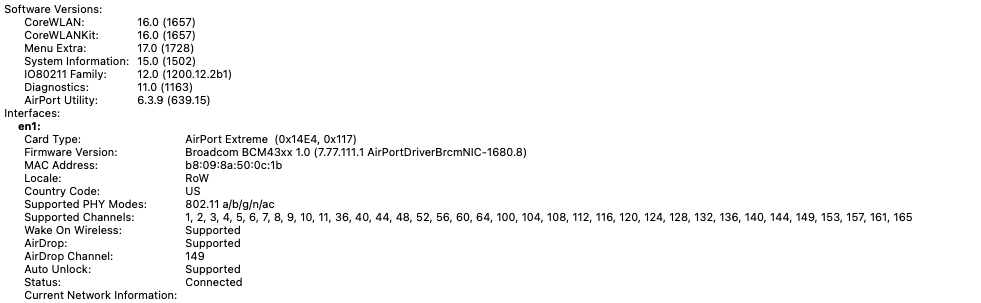 Software Versions:
CoreWLAN: 16.0 (1657)
CoreWLANKit: 16.0 (1657)
Menu Extra: 17.0 (1728)
System Information: 15.0 (1502)
IO80211 Family: 12.0 (1200.12.2b1)
Diagnostics: 11.0 (1163)
AirPort Utility: 6.3.9 (639.15)
Interfaces:
en1:
Card Type: AirPort Extreme (0x14E4, 0x117)
Firmware Version: Broadcom BCM43xx 1.0 (7.77.111.1 AirPortDriverBrcmNIC-1680.8)
MAC Address: b8:09:8a:50:0c:1b
Locale: RoW
Country Code: US
Supported PHY Modes: 802.11 a/b/g/n/ac
Supported Channels: 1, 2, 3, 4, 5, 6, 7, 8, 9, 10, 11, 36, 40, 44, 48, 52, 56, 60, 64, 100, 104, 108, 112, 116, 120, 124, 128, 132, 136, 140, 144, 149, 153, 157, 161, 165
Wake On Wireless: Supported
AirDrop: Supported
AirDrop Channel: 149
Auto Unlock: Supported
Status: Connected
Current Network Information: